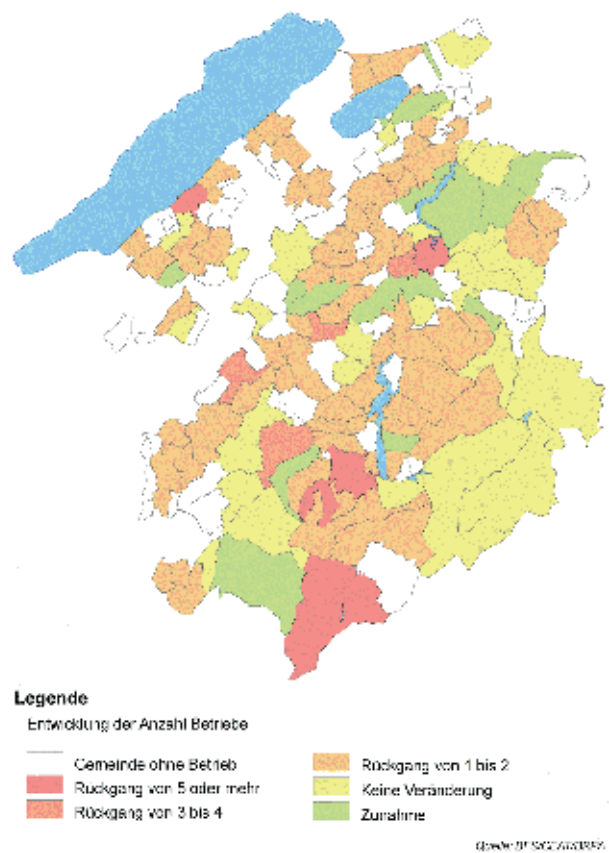 Legende
Entwicklung der Anzahl Betriebe
Gemeinde ohne Betrieb
Rückgang von 5 oder mehr
Rückgang von 3 bis 4
Rückgang von 1 bis 2
Keine Veränderung
Zunahme
Quelle: